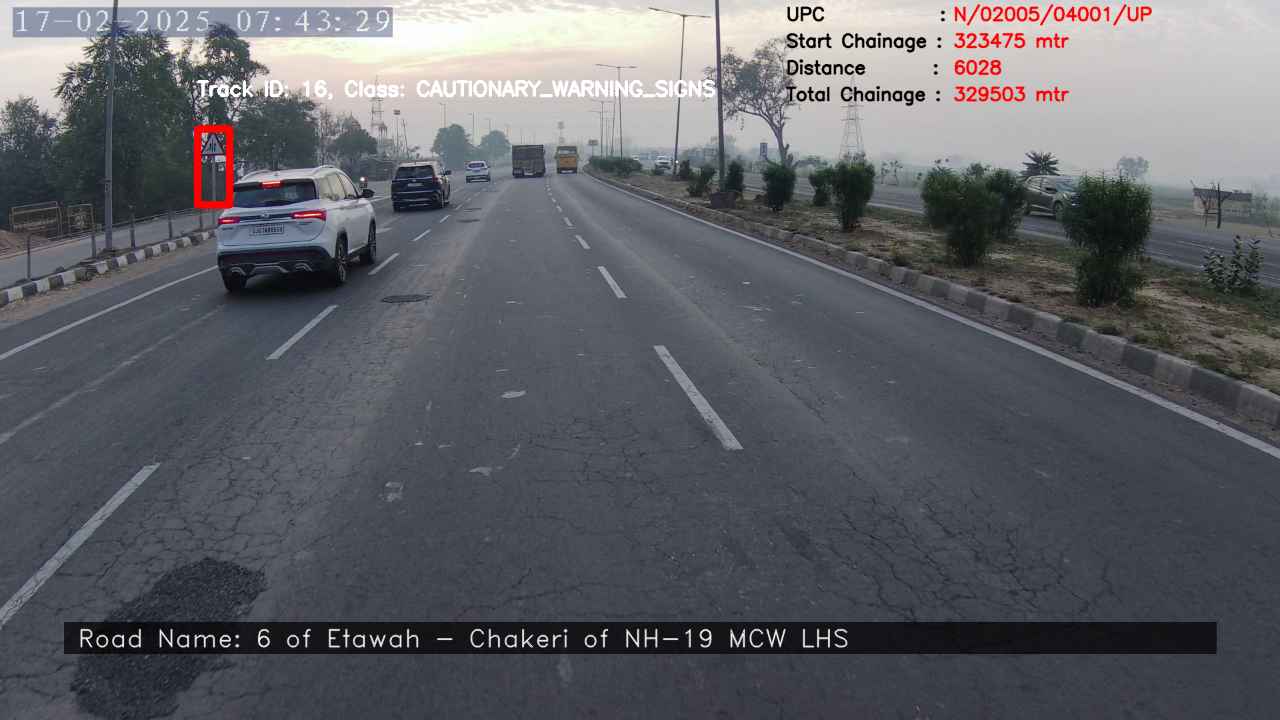 17-02-2025 07:43:29
UPC : N/02005/04001/UP
Start Chainage : 323475 mtr
Distance : 6028
Total Chainage : 329503 mtr
Track ID: 16, Class: CAUTIONARY_WARNING_SIGNS
Road Name: 6 of Etawah - Chakeri of NH-19 MCW LHS